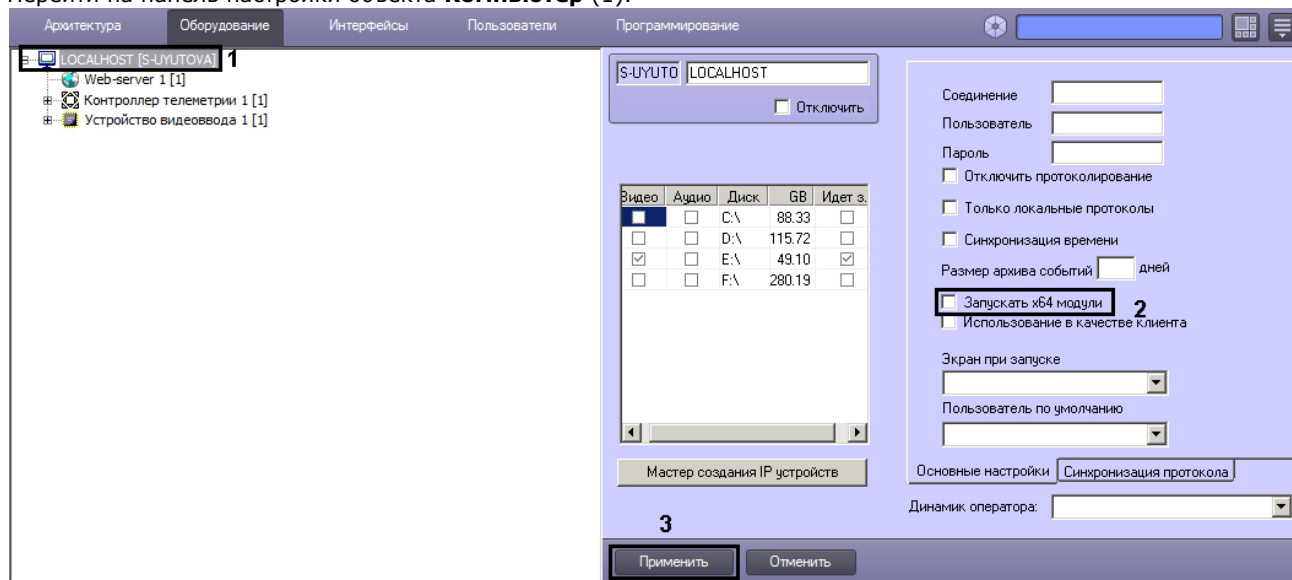 Перейти на панель настройки объекта Компьютер (1).
Архитектура Оборудование Интерфейсы Пользователи Программирование
LOCALHOST [S-UYUTOVA] 1
Web-server 1 [1]
Контроллер телеметрии 1 [1]
Устройство видеоввода 1 [1]
S-UYUTO LOCALHOST
Отключить
Видео Аудио Диск GB Идет з.
C:\ 88.33
D:\ 115.72
E:\ 49.10
F:\ 280.19
Мастер создания IP устройств
Соединение
Пользователь
Пароль
Отключить протоколирование
Только локальные протоколы
Синхронизация времени
Размер архива событий дней
Запускать x64 модули 2
Использование в качестве клиента
Экран при запуске
Пользователь по умолчанию
Основные настройки Синхронизация протокола
Динамик оператора:
3
Применить Отменить